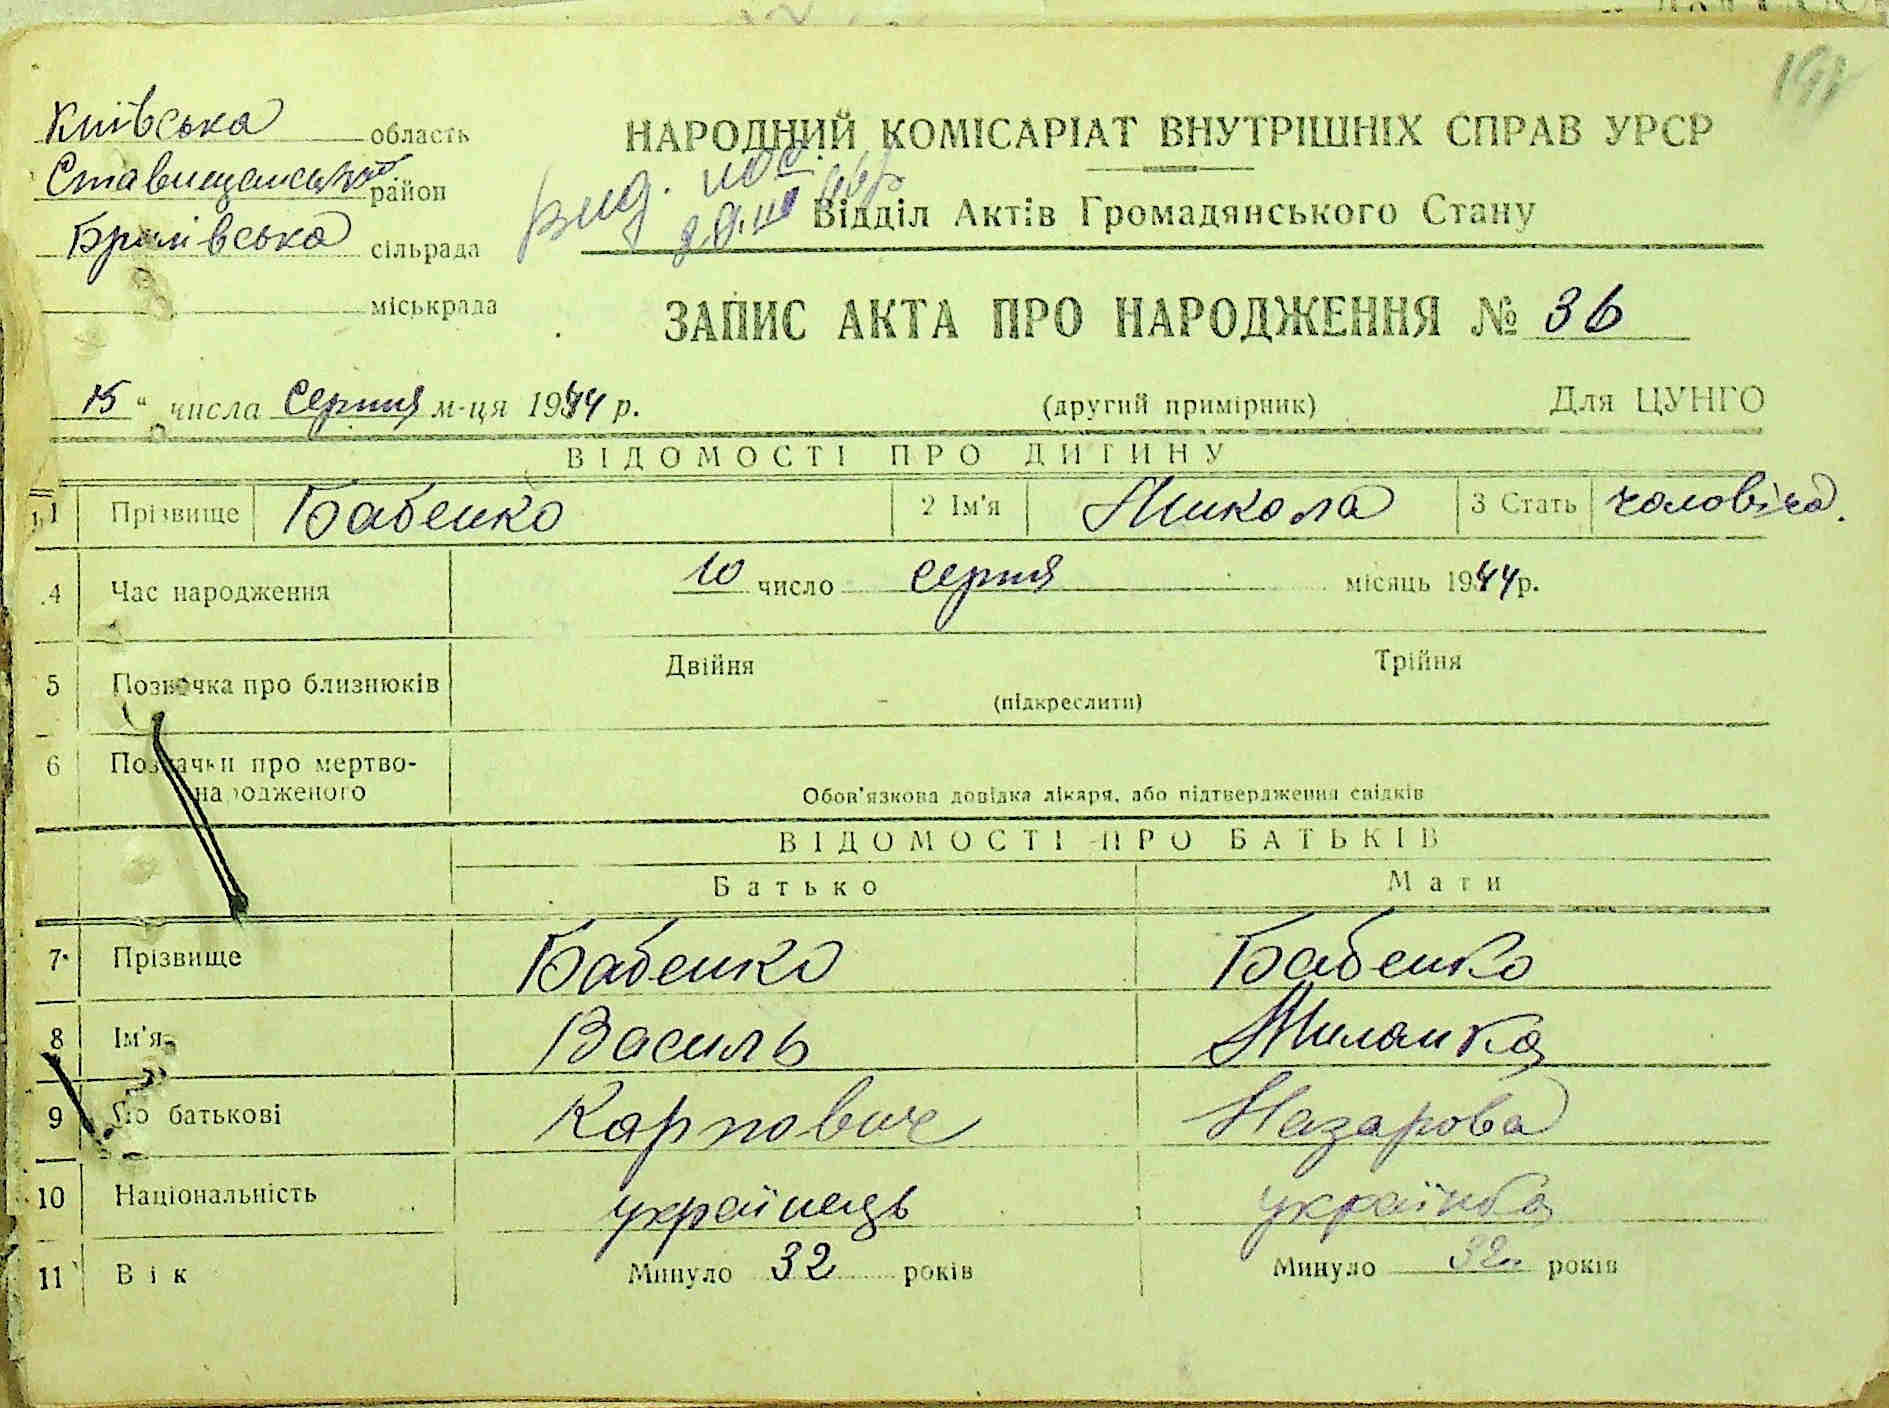 Київська область
Ставищанський район
Брилівська сільрада
міськрада
НАРОДНИЙ КОМІСАРІАТ ВНУТРІШНІХ СПРАВ УРСР
Відділ Актів Громадянського Стану
ЗАПИС АКТА ПРО НАРОДЖЕННЯ № 36
15 " числа Серпня м-ця 1944 р. (другий примірник) Для ЦУНГО
ВІДОМОСТІ ПРО ДИТИНУ
1 Прізвище Бабенко 2 Ім'я Микола 3 Стать чоловіча.
4 Час народження 10 число серпня місяць 1944 р.
5 Позначка про близнюків Двійня Трійня
(підкреслити)
6 Позначки про мертво-
народженого Обов'язкова довідка лікаря, або підтвердження свідків
ВІДОМОСТІ ПРО БАТЬКІВ
Батько Мати
7 Прізвище Бабенко Бабенко
8 Ім'я Василь Миланка
9 По батькові Карпович Назарова
10 Національність українець українка
11 Вік Минуло 32 років Минуло 32 років